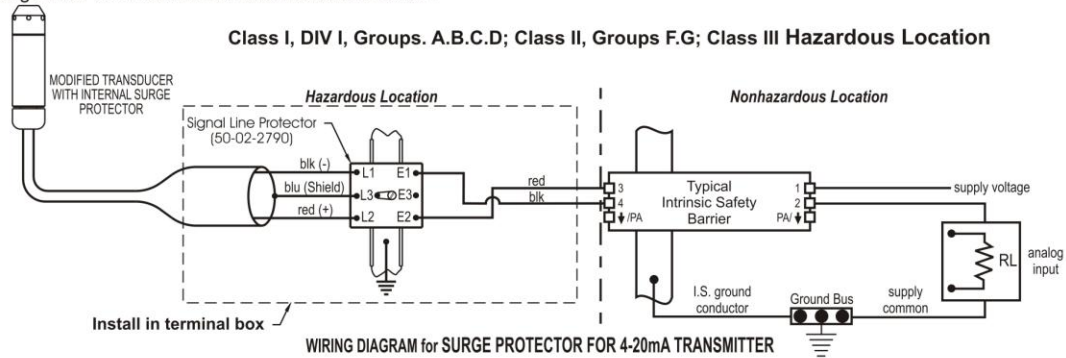 Class I, DIV I, Groups. A.B.C.D; Class II, Groups F.G; Class III Hazardous Location
MODIFIED TRANSDUCER
WITH INTERNAL SURGE
PROTECTOR
Hazardous Location
Nonhazardous Location
Signal Line Protector
(50-02-2790)
blk (-)
L1
E1
blu (Shield)
L3
E3
red (+)
L2
E2
red
blk
3
4
/PA
Typical
Intrinsic Safety
Barrier
1
2
PA/
supply voltage
RL
analog
input
I.S. ground
conductor
Ground Bus
supply
common
Install in terminal box
WIRING DIAGRAM for SURGE PROTECTOR FOR 4-20mA TRANSMITTER